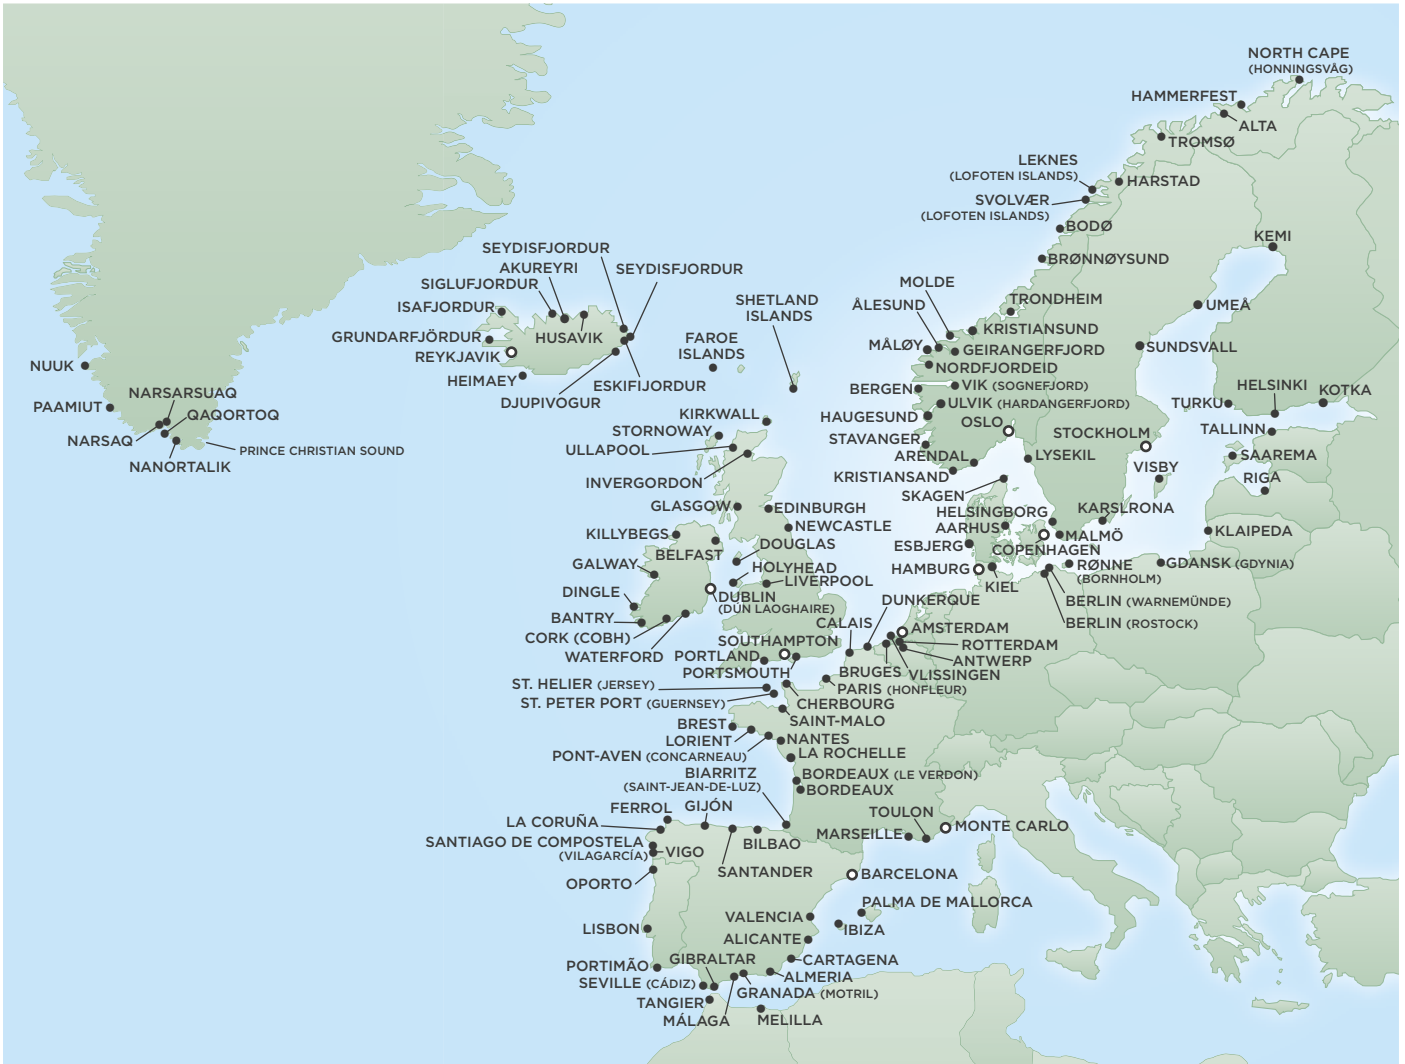 NORTH CAPE
(HONNINGSVÅG)
HAMMERFEST
ALTA
TROMSØ
LEKNES
(LOFOTEN ISLANDS)
HARSTAD
SVOLVÆR
(LOFOTEN ISLANDS)
BODØ
KEMI
BRØNNØYSUND
SEYDISFJORDUR
AKUREYRI
SEYDISFJORDUR
SIGLUFJORDUR
ISAFJORDUR
MOLDE
SHETLAND
ISLANDS
ÅLESUND
TRONDHEIM
UMEÅ
GRUNDARFJÖRDUR
HUSAVIK
KRISTIANSUND
FAROE
ISLANDS
MÅLØY
GEIRANGERFJORD
SUNDSVALL
REYKJAVIK
NUUK
NORDFJORDEID
HEIMAEY
ESKIFIJORDUR
BERGEN
VIK (SOGNEFJORD)
HELSINKI
KOTKA
NARSARSUAQ
DJUPIVOGUR
ULVIK (HARDANGERFJORD)
TURKU
PAAMIUT
QAQORTOQ
KIRKWALL
HAUGESUND
OSLO
STORNOWAY
STOCKHOLM
TALLINN
NARSAQ
STAVANGER
PRINCE CHRISTIAN SOUND
ULLAPOOL
ARENDAL
LYSEKIL
SAAREMA
NANORTALIK
VISBY
KRISTIANSAND
RIGA
INVERGORDON
SKAGEN
GLASGOW
EDINBURGH
HELSINGBORG
KARSLRONA
NEWCASTLE
AARHUS
KILLYBEGS
MALMÖ
KLAIPEDA
BELFAST
DOUGLAS
ESBJERG
COPENHAGEN
GALWAY
HOLYHEAD
HAMBURG
RØNNE
(BORNHOLM)
GDANSK (GDYNIA)
LIVERPOOL
KIEL
DINGLE
DUBLIN
(DÚN LAOGHAIRE)
DUNKERQUE
BERLIN (WARNEMÜNDE)
BANTRY
CALAIS
BERLIN (ROSTOCK)
AMSTERDAM
CORK (COBH)
SOUTHAMPTON
ROTTERDAM
WATERFORD
PORTLAND
ANTWERP
PORTSMOUTH
BRUGES
VLISSINGEN
ST. HELIER (JERSEY)
PARIS (HONFLEUR)
ST. PETER PORT (GUERNSEY)
CHERBOURG
SAINT-MALO
BREST
LORIENT
NANTES
PONT-AVEN (CONCARNEAU)
LA ROCHELLE
BIARRITZ
(SAINT-JEAN-DE-LUZ)
BORDEAUX (LE VERDON)
BORDEAUX
FERROL
GIJÓN
TOULON
LA CORUÑA
MARSEILLE
MONTE CARLO
SANTIAGO DE COMPOSTELA
(VILAGARCÍA)
VIGO
BILBAO
SANTANDER
BARCELONA
OPORTO
PALMA DE MALLORCA
VALENCIA
LISBON
IBIZA
ALICANTE
GIBRALTAR
CARTAGENA
PORTIMÃO
ALMERIA
SEVILLE (CÁDIZ)
GRANADA (MOTRIL)
TANGIER
MÁLAGA
MELILLA